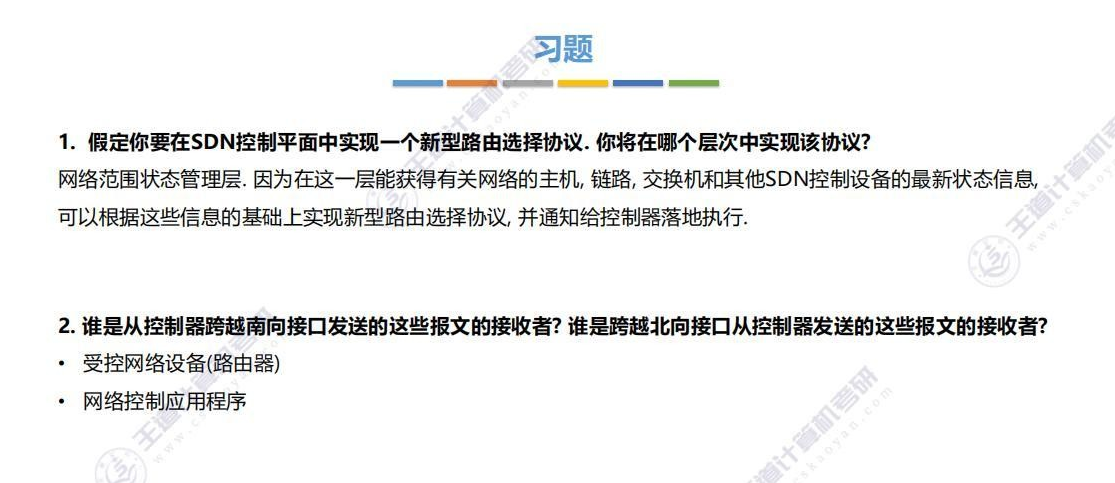 习题
1. 假定你要在SDN控制平面中实现一个新型路由选择协议. 你将在哪个层次中实现该协议?
网络范围状态管理层. 因为在这一层能获得有关网络的主机, 链路, 交换机和其他SDN控制设备的最新状态信息,
可以根据这些信息的基础上实现新型路由选择协议, 并通知给控制器落地执行.
2. 谁是从控制器跨越南向接口发送的这些报文的接收者? 谁是跨越北向接口从控制器发送的这些报文的接收者?
• 受控网络设备(路由器)
• 网络控制应用程序
王道计算机考研
www.cskaoyan.com